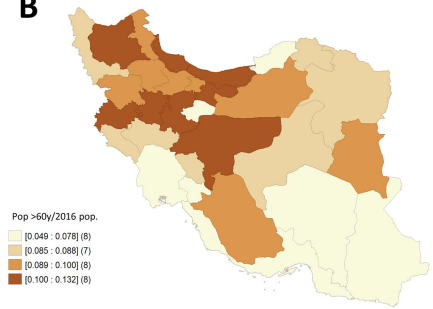 B
Pop >60y/2016 pop.
[0.049 : 0.078] (8)
[0.085 : 0.088] (7)
[0.089 : 0.100] (8)
[0.100 : 0.132] (8)